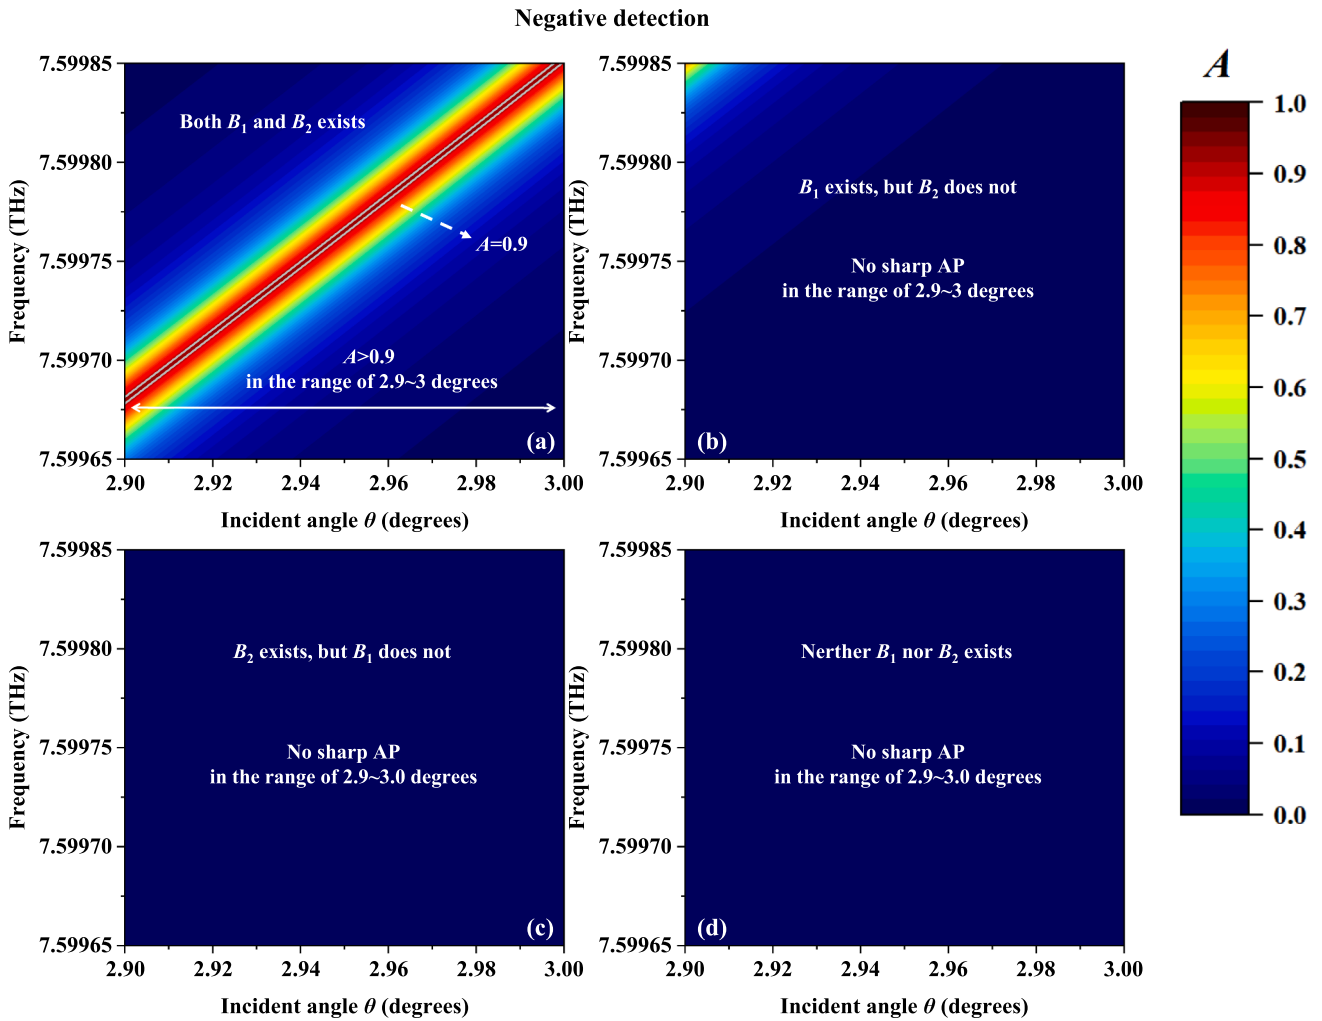 Negative detection
7.59985
7.59980
7.59975
7.59970
7.59965
Frequency (THz)
Both B1 and B2 exists
A=0.9
A>0.9
in the range of 2.9~3 degrees
(a)
2.90 2.92 2.94 2.96 2.98 3.00
Incident angle θ (degrees)
7.59985
7.59980
7.59975
7.59970
7.59965
Frequency (THz)
B1 exists, but B2 does not
No sharp AP
in the range of 2.9~3 degrees
(b)
2.90 2.92 2.94 2.96 2.98 3.00
Incident angle θ (degrees)
A
1.0
0.9
0.8
0.7
0.6
0.5
0.4
0.3
0.2
0.1
0.0
7.59985
7.59980
7.59975
7.59970
7.59965
Frequency (THz)
B2 exists, but B1 does not
No sharp AP
in the range of 2.9~3.0 degrees
(c)
2.90 2.92 2.94 2.96 2.98 3.00
Incident angle θ (degrees)
7.59985
7.59980
7.59975
7.59970
7.59965
Frequency (THz)
Nerther B1 nor B2 exists
No sharp AP
in the range of 2.9~3.0 degrees
(d)
2.90 2.92 2.94 2.96 2.98 3.00
Incident angle θ (degrees)